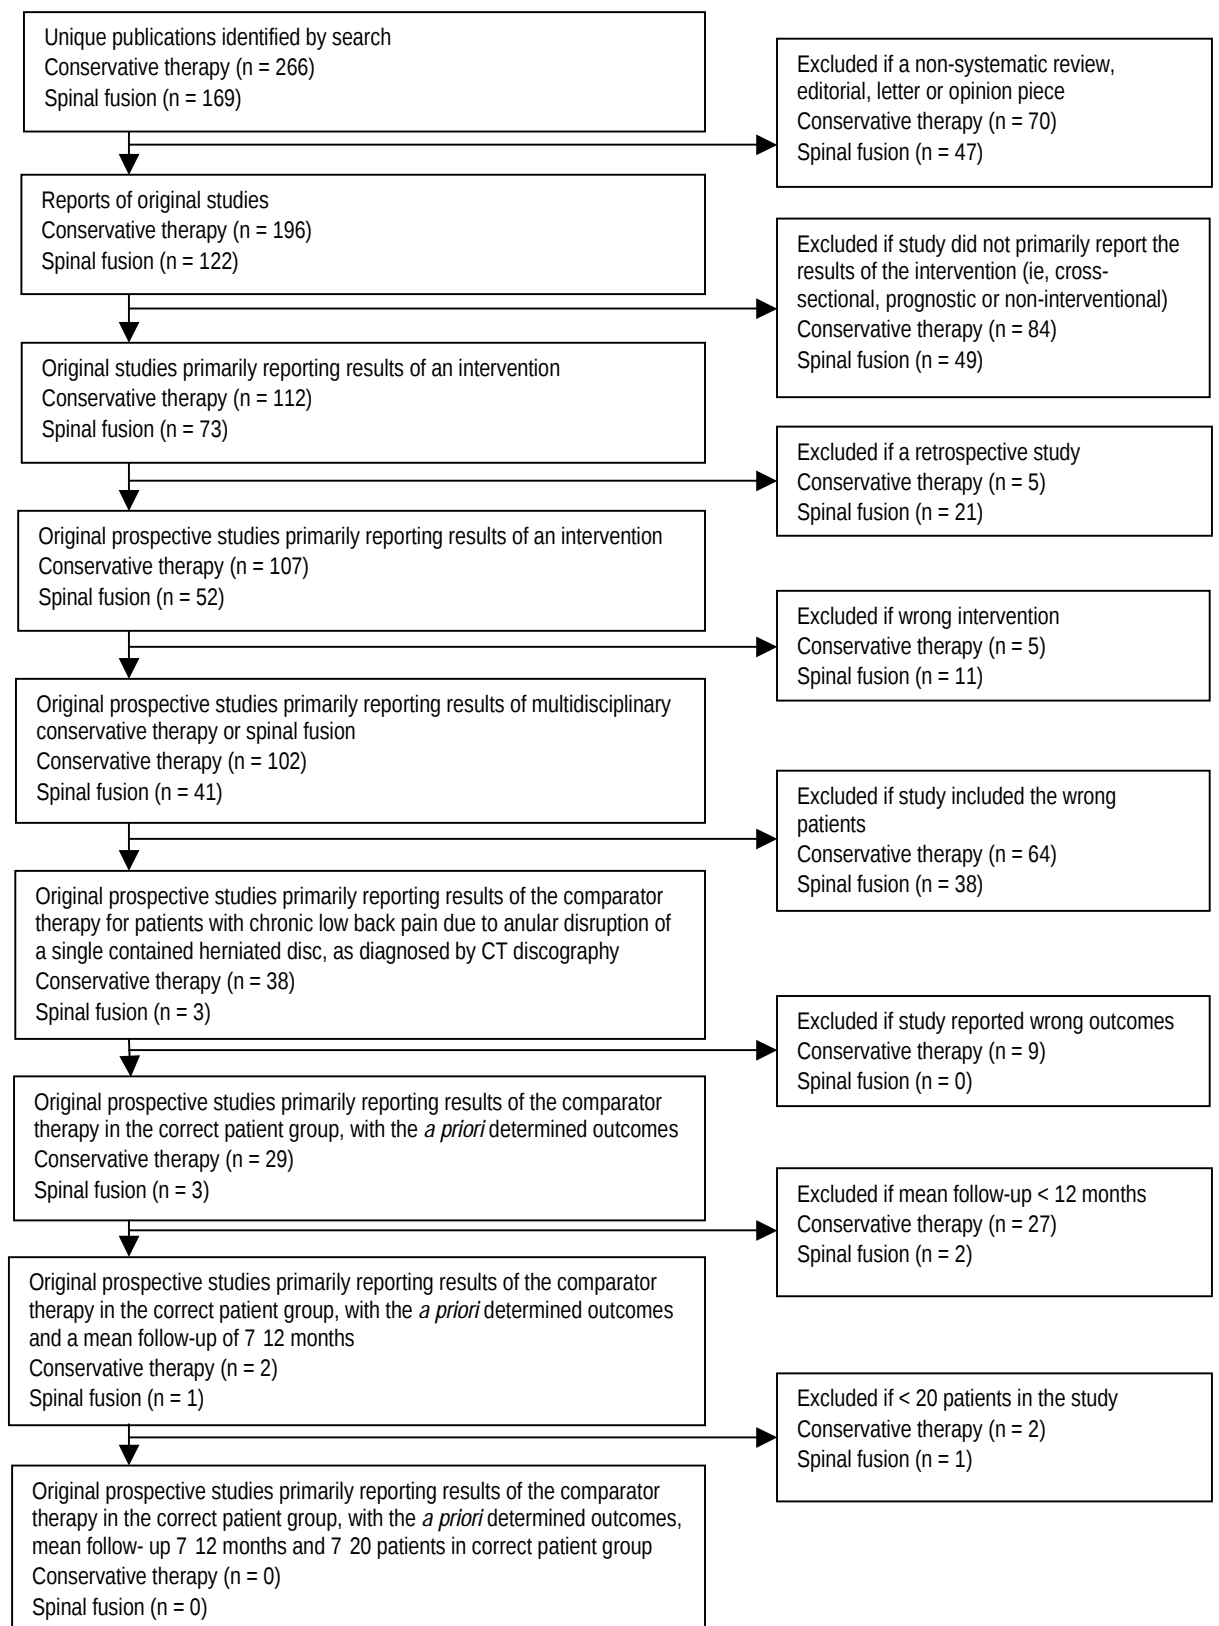 Unique publications identified by search
Conservative therapy (n = 266)
Spinal fusion (n = 169)
Excluded if a non-systematic review,
editorial, letter or opinion piece
Conservative therapy (n = 70)
Spinal fusion (n = 47)
Reports of original studies
Conservative therapy (n = 196)
Spinal fusion (n = 122)
Excluded if study did not primarily report the
results of the intervention (ie, cross-
sectional, prognostic or non-interventional)
Conservative therapy (n = 84)
Spinal fusion (n = 49)
Original studies primarily reporting results of an intervention
Conservative therapy (n = 112)
Spinal fusion (n = 73)
Excluded if a retrospective study
Conservative therapy (n = 5)
Spinal fusion (n = 21)
Original prospective studies primarily reporting results of an intervention
Conservative therapy (n = 107)
Spinal fusion (n = 52)
Excluded if wrong intervention
Conservative therapy (n = 5)
Spinal fusion (n = 11)
Original prospective studies primarily reporting results of multidisciplinary
conservative therapy or spinal fusion
Conservative therapy (n = 102)
Spinal fusion (n = 41)
Excluded if study included the wrong
patients
Conservative therapy (n = 64)
Spinal fusion (n = 38)
Original prospective studies primarily reporting results of the comparator
therapy for patients with chronic low back pain due to anular disruption of
a single contained herniated disc, as diagnosed by CT discography
Conservative therapy (n = 38)
Spinal fusion (n = 3)
Excluded if study reported wrong outcomes
Conservative therapy (n = 9)
Spinal fusion (n = 0)
Original prospective studies primarily reporting results of the comparator
therapy in the correct patient group, with the a priori determined outcomes
Conservative therapy (n = 29)
Spinal fusion (n = 3)
Excluded if mean follow-up < 12 months
Conservative therapy (n = 27)
Spinal fusion (n = 2)
Original prospective studies primarily reporting results of the comparator
therapy in the correct patient group, with the a priori determined outcomes
and a mean follow-up of 7 12 months
Conservative therapy (n = 2)
Spinal fusion (n = 1)
Excluded if < 20 patients in the study
Conservative therapy (n = 2)
Spinal fusion (n = 1)
Original prospective studies primarily reporting results of the comparator
therapy in the correct patient group, with the a priori determined outcomes,
mean follow- up 7 12 months and 7 20 patients in correct patient group
Conservative therapy (n = 0)
Spinal fusion (n = 0)